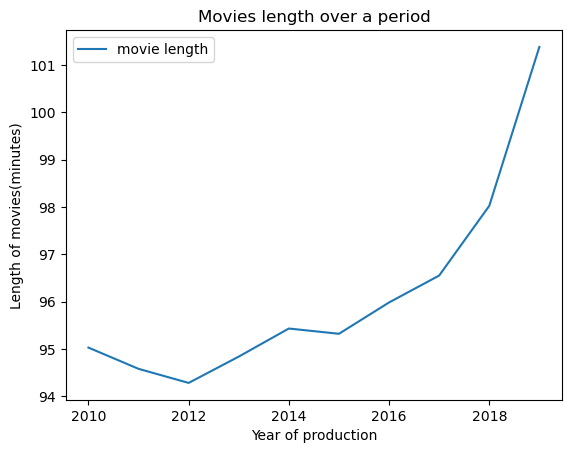 Movies length over a period
movie length
101
100
99
98
97
96
95
94
Length of movies(minutes)
2010 2012 2014 2016 2018
Year of production